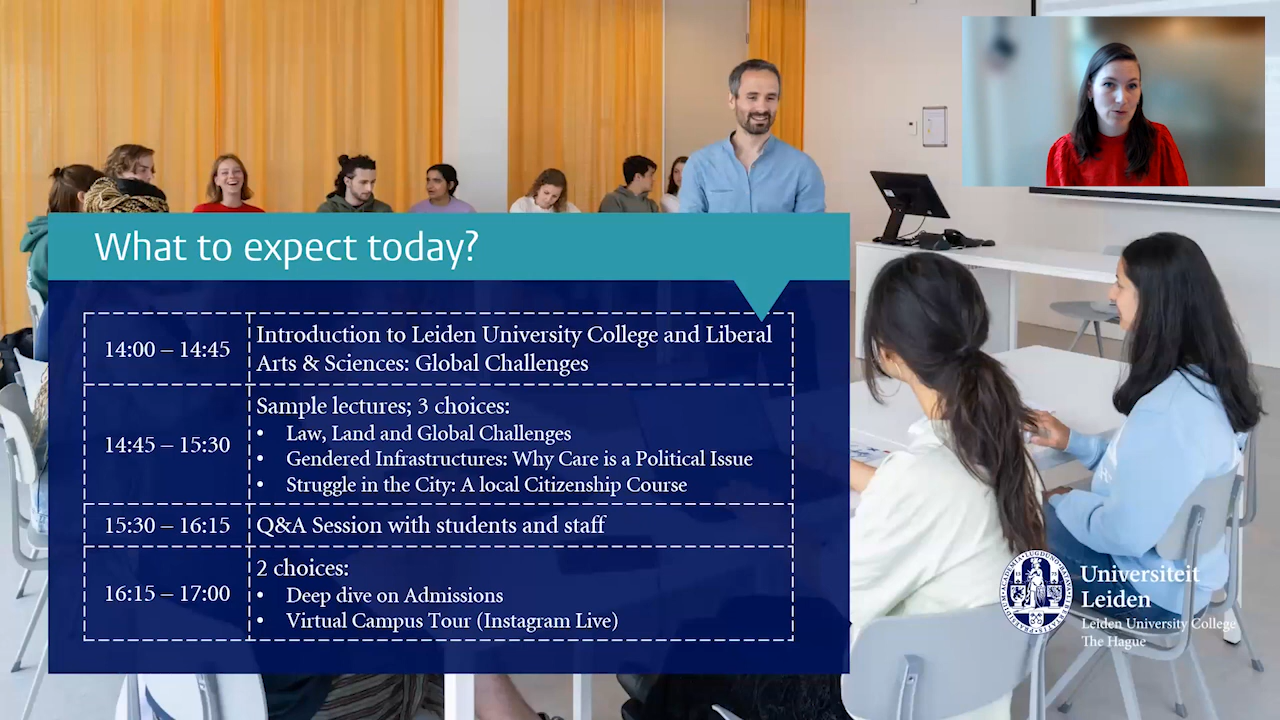 What to expect today?
14:00 – 14:45
Introduction to Leiden University College and Liberal
Arts & Sciences: Global Challenges
14:45 – 15:30
Sample lectures; 3 choices:
• Law, Land and Global Challenges
• Gendered Infrastructures: Why Care is a Political Issue
• Struggle in the City: A local Citizenship Course
15:30 – 16:15
Q&A Session with students and staff
16:15 – 17:00
2 choices:
• Deep dive on Admissions
• Virtual Campus Tour (Instagram Live)
Universiteit
Leiden
Leiden University College
The Hague